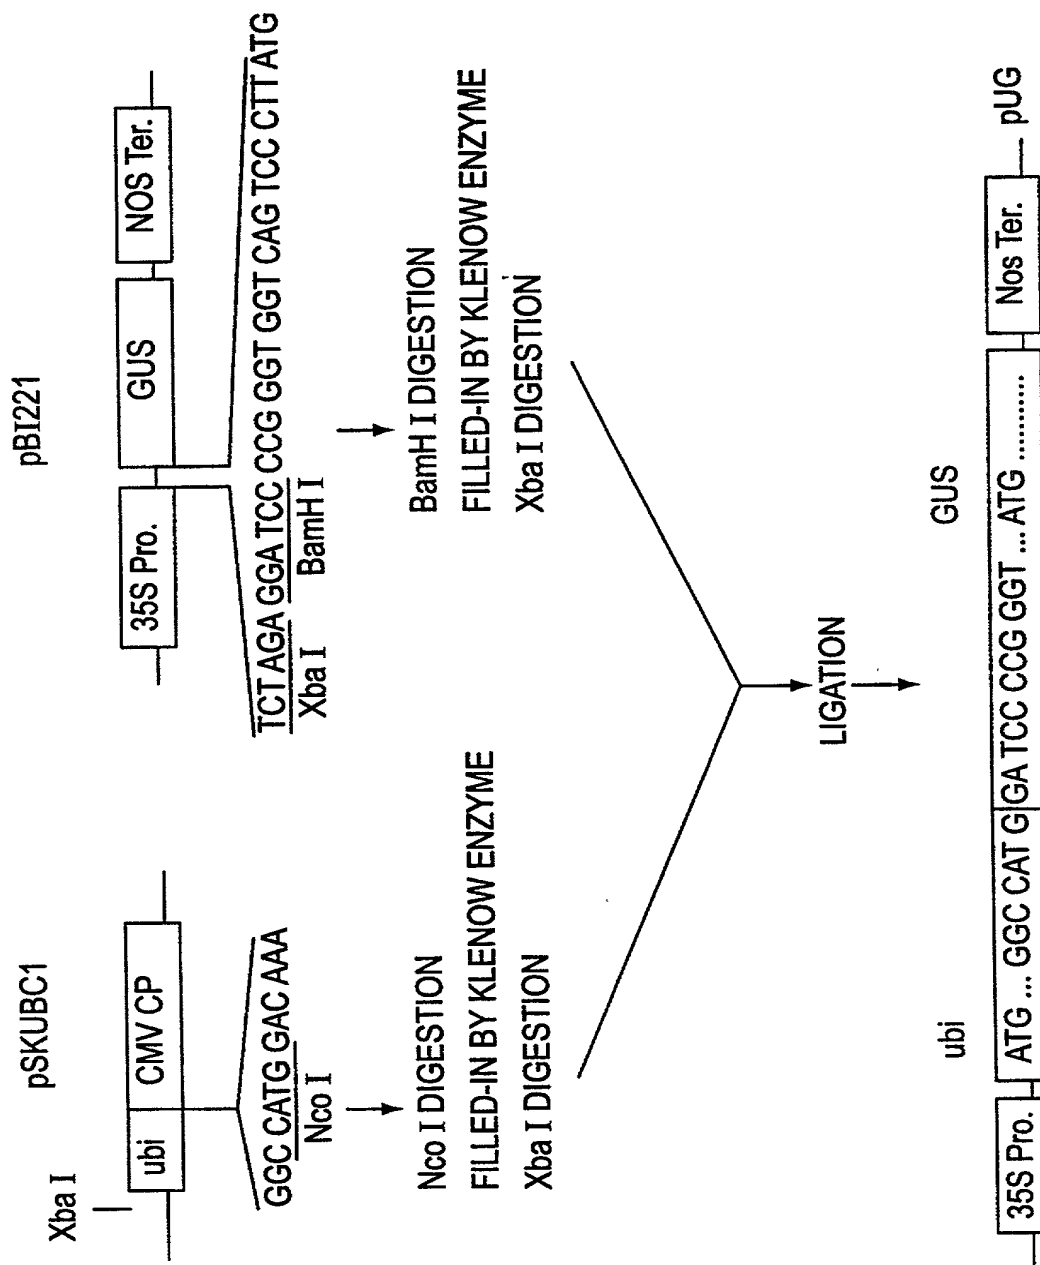 pSKUBC1
Xba I
ubi CMV CP
GGC CATG GAC AAA
Nco I
Nco I DIGESTION
FILLED-IN BY KLENOW ENZYME
Xba I DIGESTION
pBI221
35S Pro. GUS NOS Ter.
TCT AGA GGA TCC CCG GGT GGT CAG TCC CTT ATG
Xba I BamH I
BamH I DIGESTION
FILLED-IN BY KLENOW ENZYME
Xba I DIGESTION
LIGATION
ubi GUS
35S Pro. ATG ... GGC CAT G GA TCC CCG GGT ... ATG ........... Nos Ter. pUG